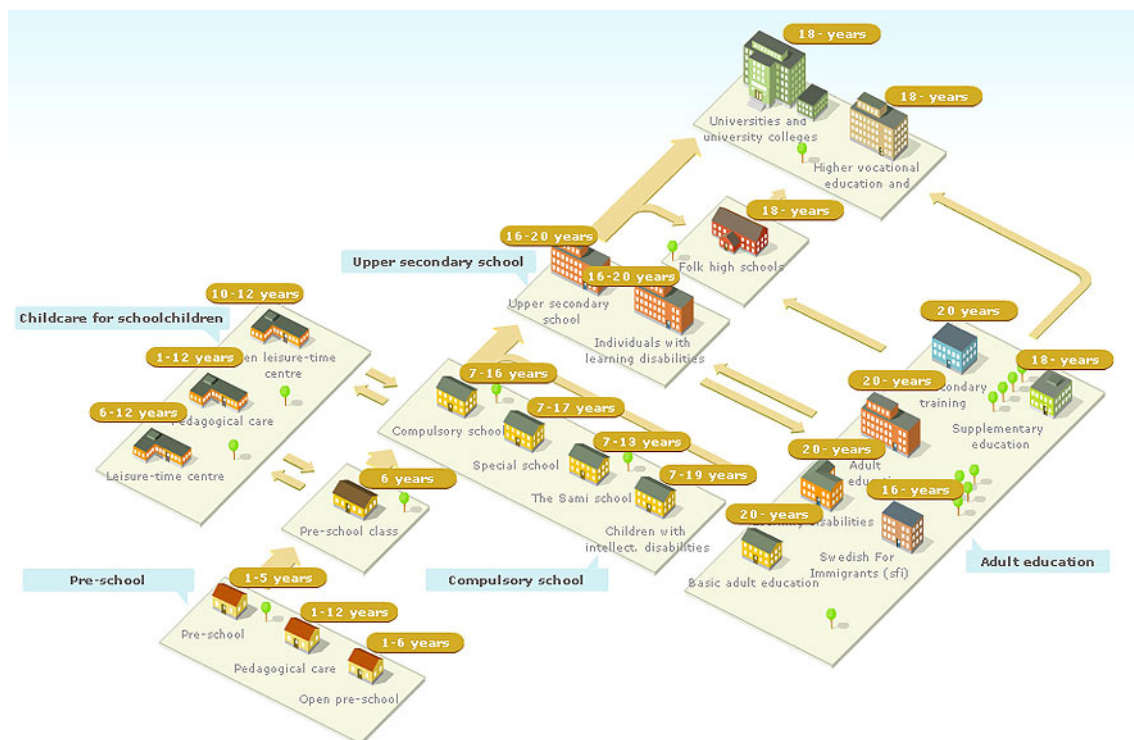 18- years
18- years
Universities and
university colleges
Higher vocational
education and
18- years
Folk high schools
16-20 years
16-20 years
Upper secondary school
Upper secondary
school
Individuals with
learning disabilities
10-12 years
Childcare for schoolchildren
en leisure-time
centre
1-12 years
Pedagogical care
6-12 years
Leisure-time centre
7-16 years
Compulsory school
7-17 years
Special school
7-13 years
The Sami school
7-19 years
Children with
intellect. disabilities
Compulsory school
6 years
Pre-school class
Pre-school
1-5 years
Pre-school
1-12 years
Pedagogical care
1-6 years
Open pre-school
20 years
training
18- years
Supplementary
education
20- years
Adult
20- years
disabilities
16- years
Swedish For
Immigrants (sfi)
20- years
Basic adult education
Adult education